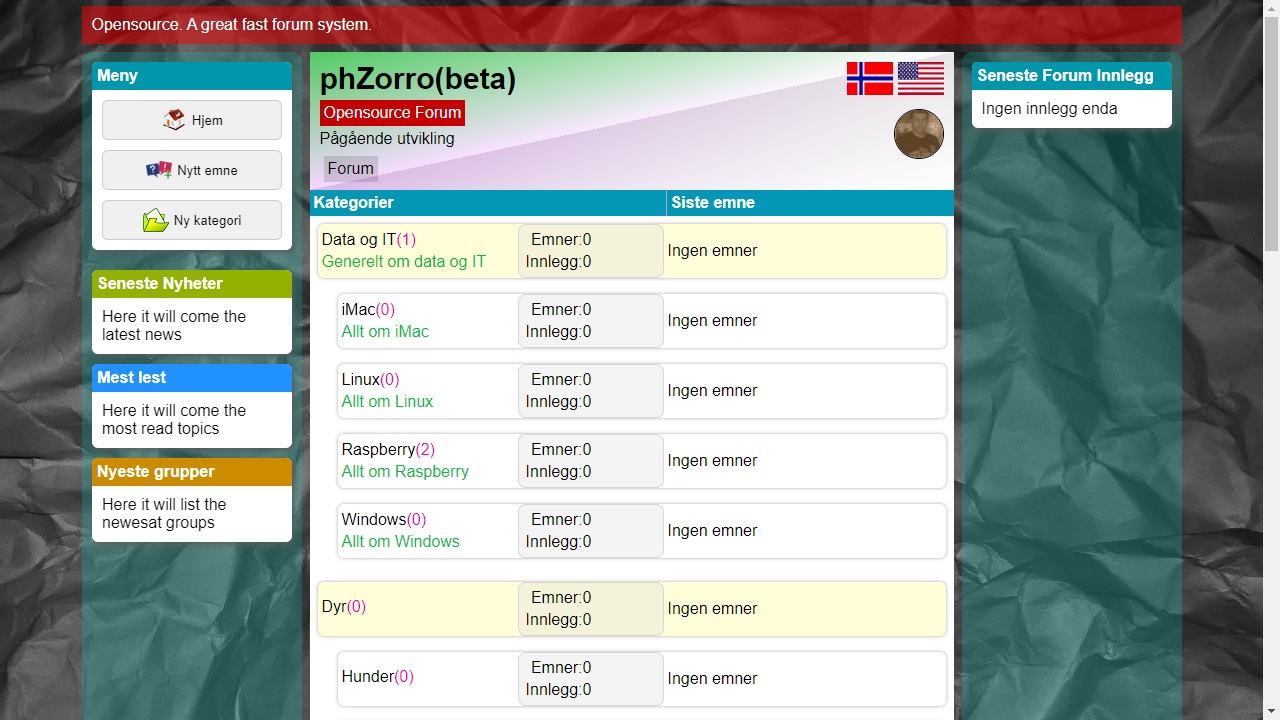 Opensource. A great fast forum system.
Meny
Hjem
Nytt emne
Ny kategori
Seneste Nyheter
Here it will come the
latest news
Mest lest
Here it will come the
most read topics
Nyeste grupper
Here it will list the
newesat groups
phZorro(beta)
Opensource Forum
Pågående utvikling
Forum
Kategorier Siste emne
Data og IT(1)
Generelt om data og IT
Emner:0
Innlegg:0
Ingen emner
iMac(0)
Allt om iMac
Emner:0
Innlegg:0
Ingen emner
Linux(0)
Allt om Linux
Emner:0
Innlegg:0
Ingen emner
Raspberry(2)
Allt om Raspberry
Emner:0
Innlegg:0
Ingen emner
Windows(0)
Allt om Windows
Emner:0
Innlegg:0
Ingen emner
Dyr(0)
Emner:0
Innlegg:0
Ingen emner
Hunder(0)
Emner:0
Innlegg:0
Ingen emner
Seneste Forum Innlegg
Ingen innlegg enda